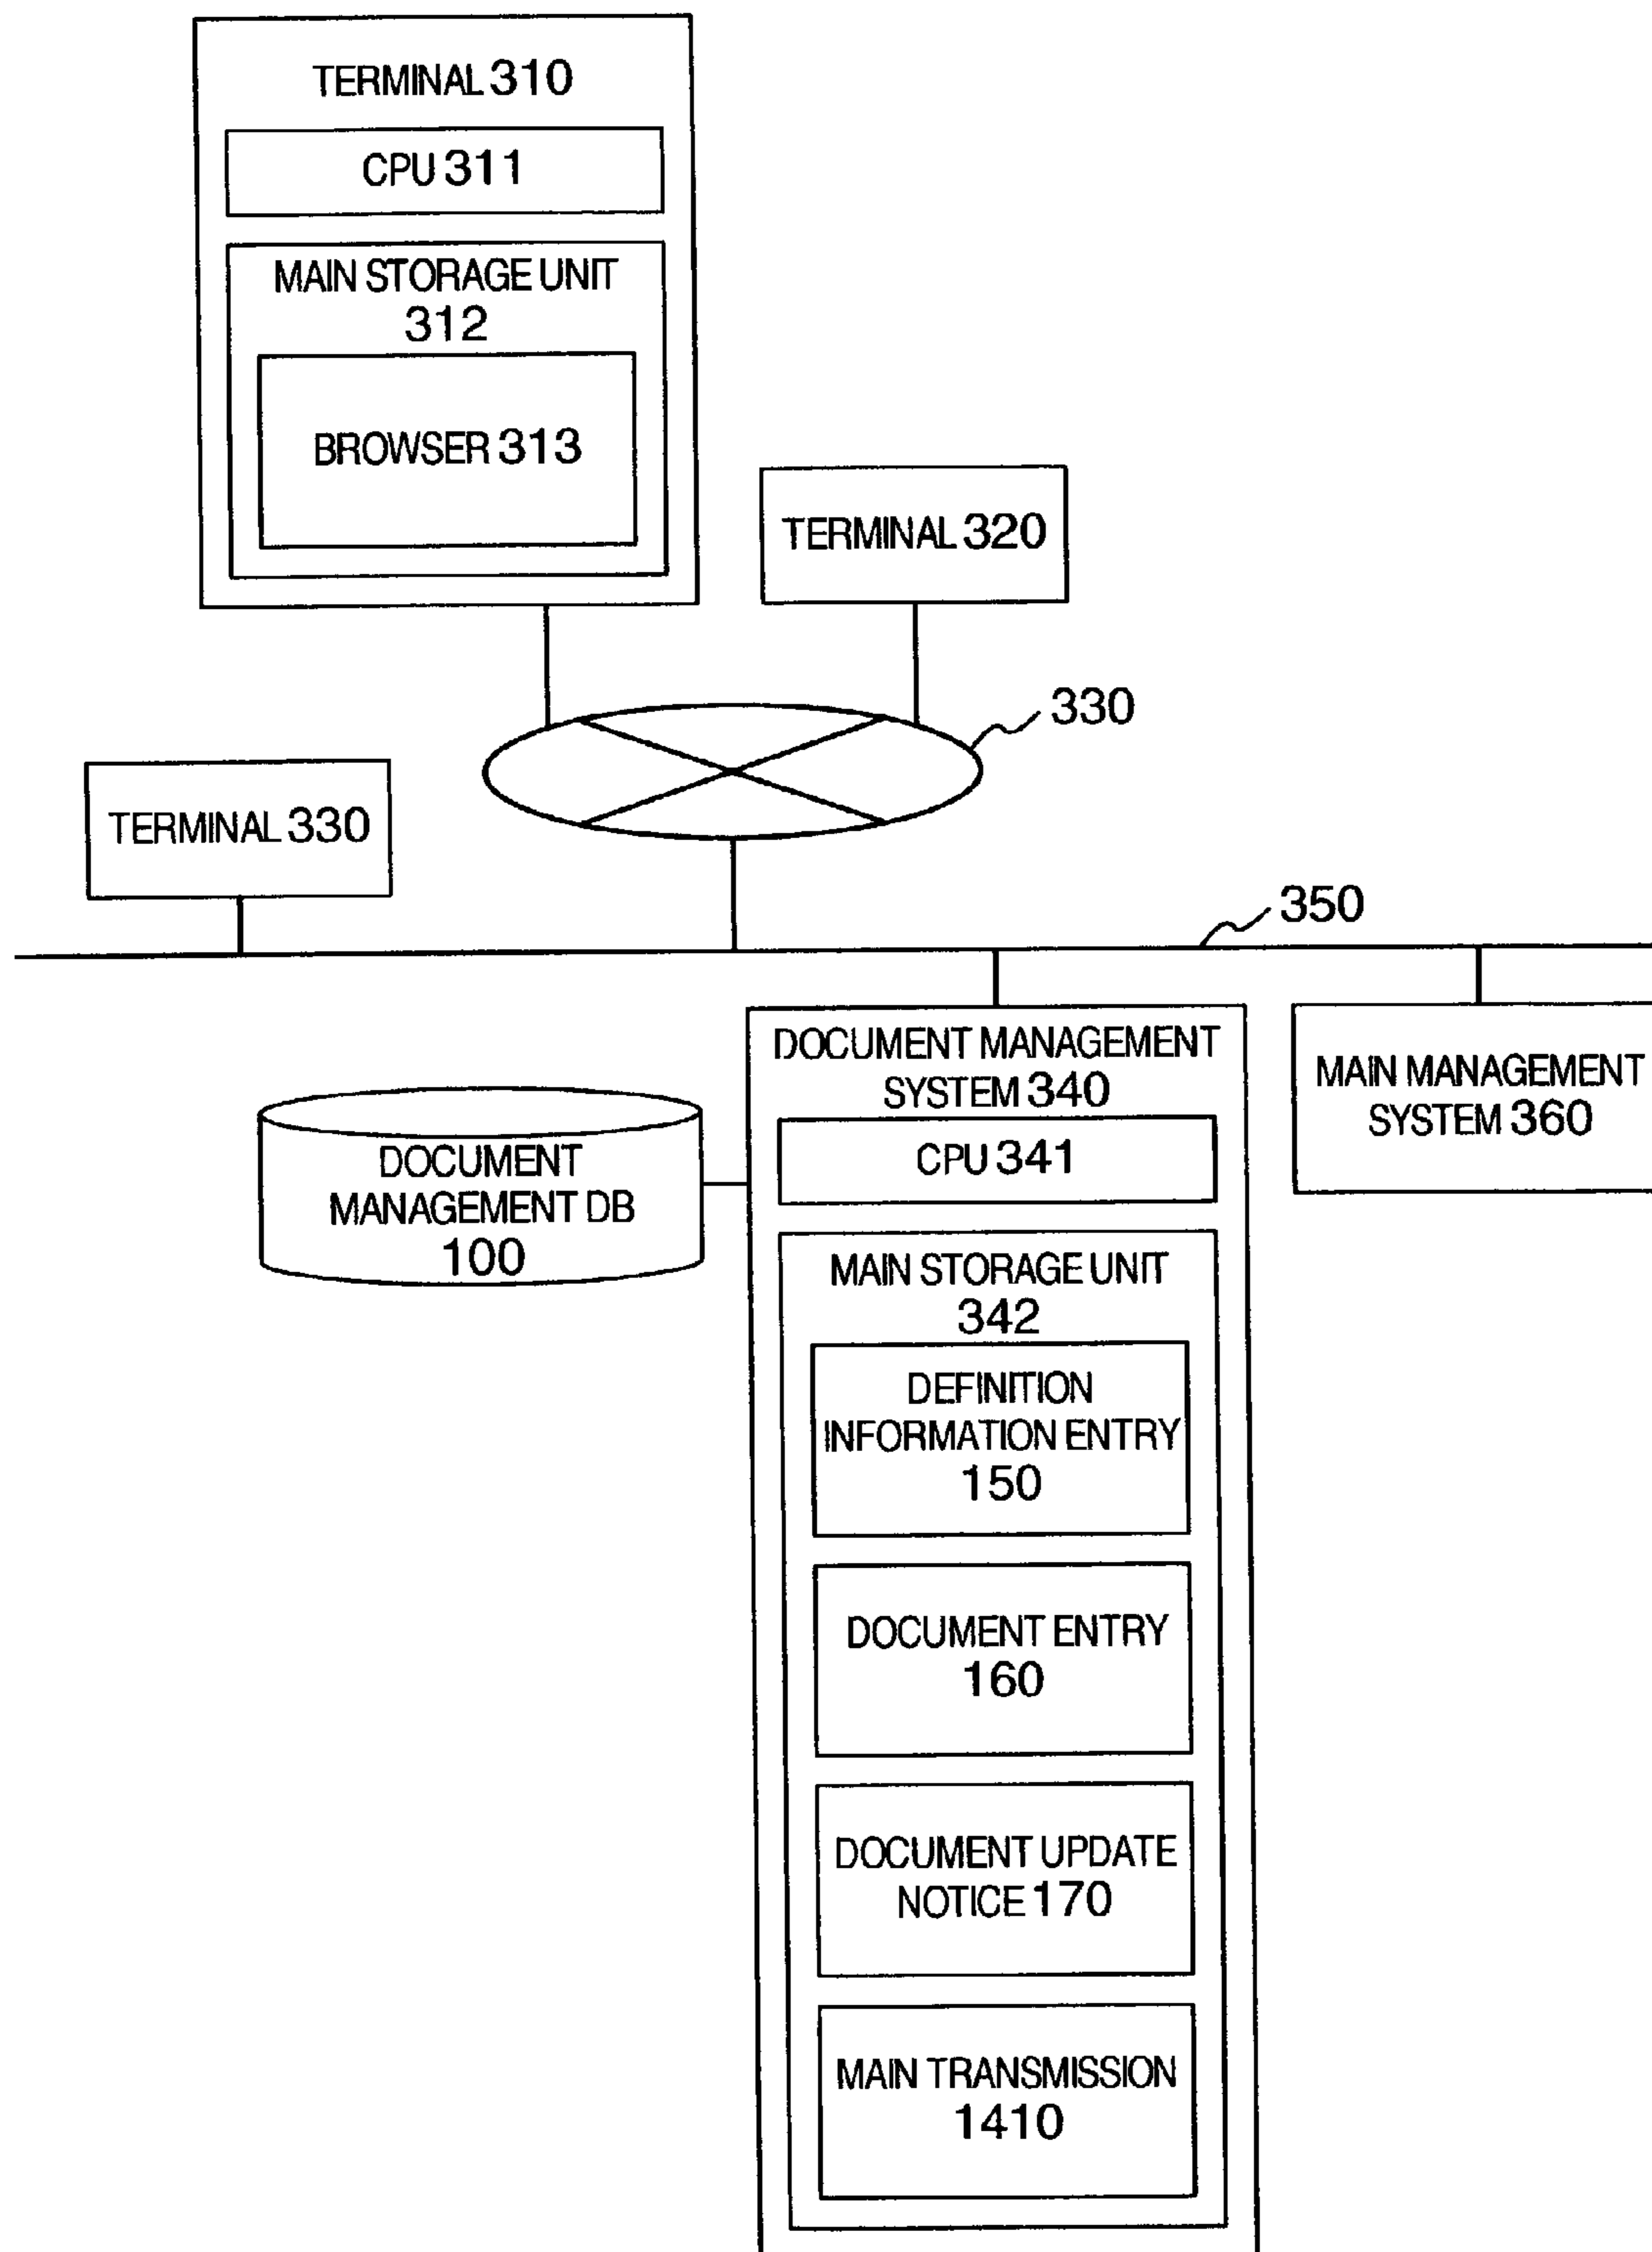 TERMINAL 310
CPU 311
MAIN STORAGE UNIT
312
BROWSER 313
TERMINAL 320
330
TERMINAL 330
350
DOCUMENT MANAGEMENT
SYSTEM 340
MAIN MANAGEMENT
SYSTEM 360
CPU 341
DOCUMENT
MANAGEMENT DB
100
MAIN STORAGE UNIT
342
DEFINITION
INFORMATION ENTRY
150
DOCUMENT ENTRY
160
DOCUMENT UPDATE
NOTICE 170
MAIN TRANSMISSION
1410